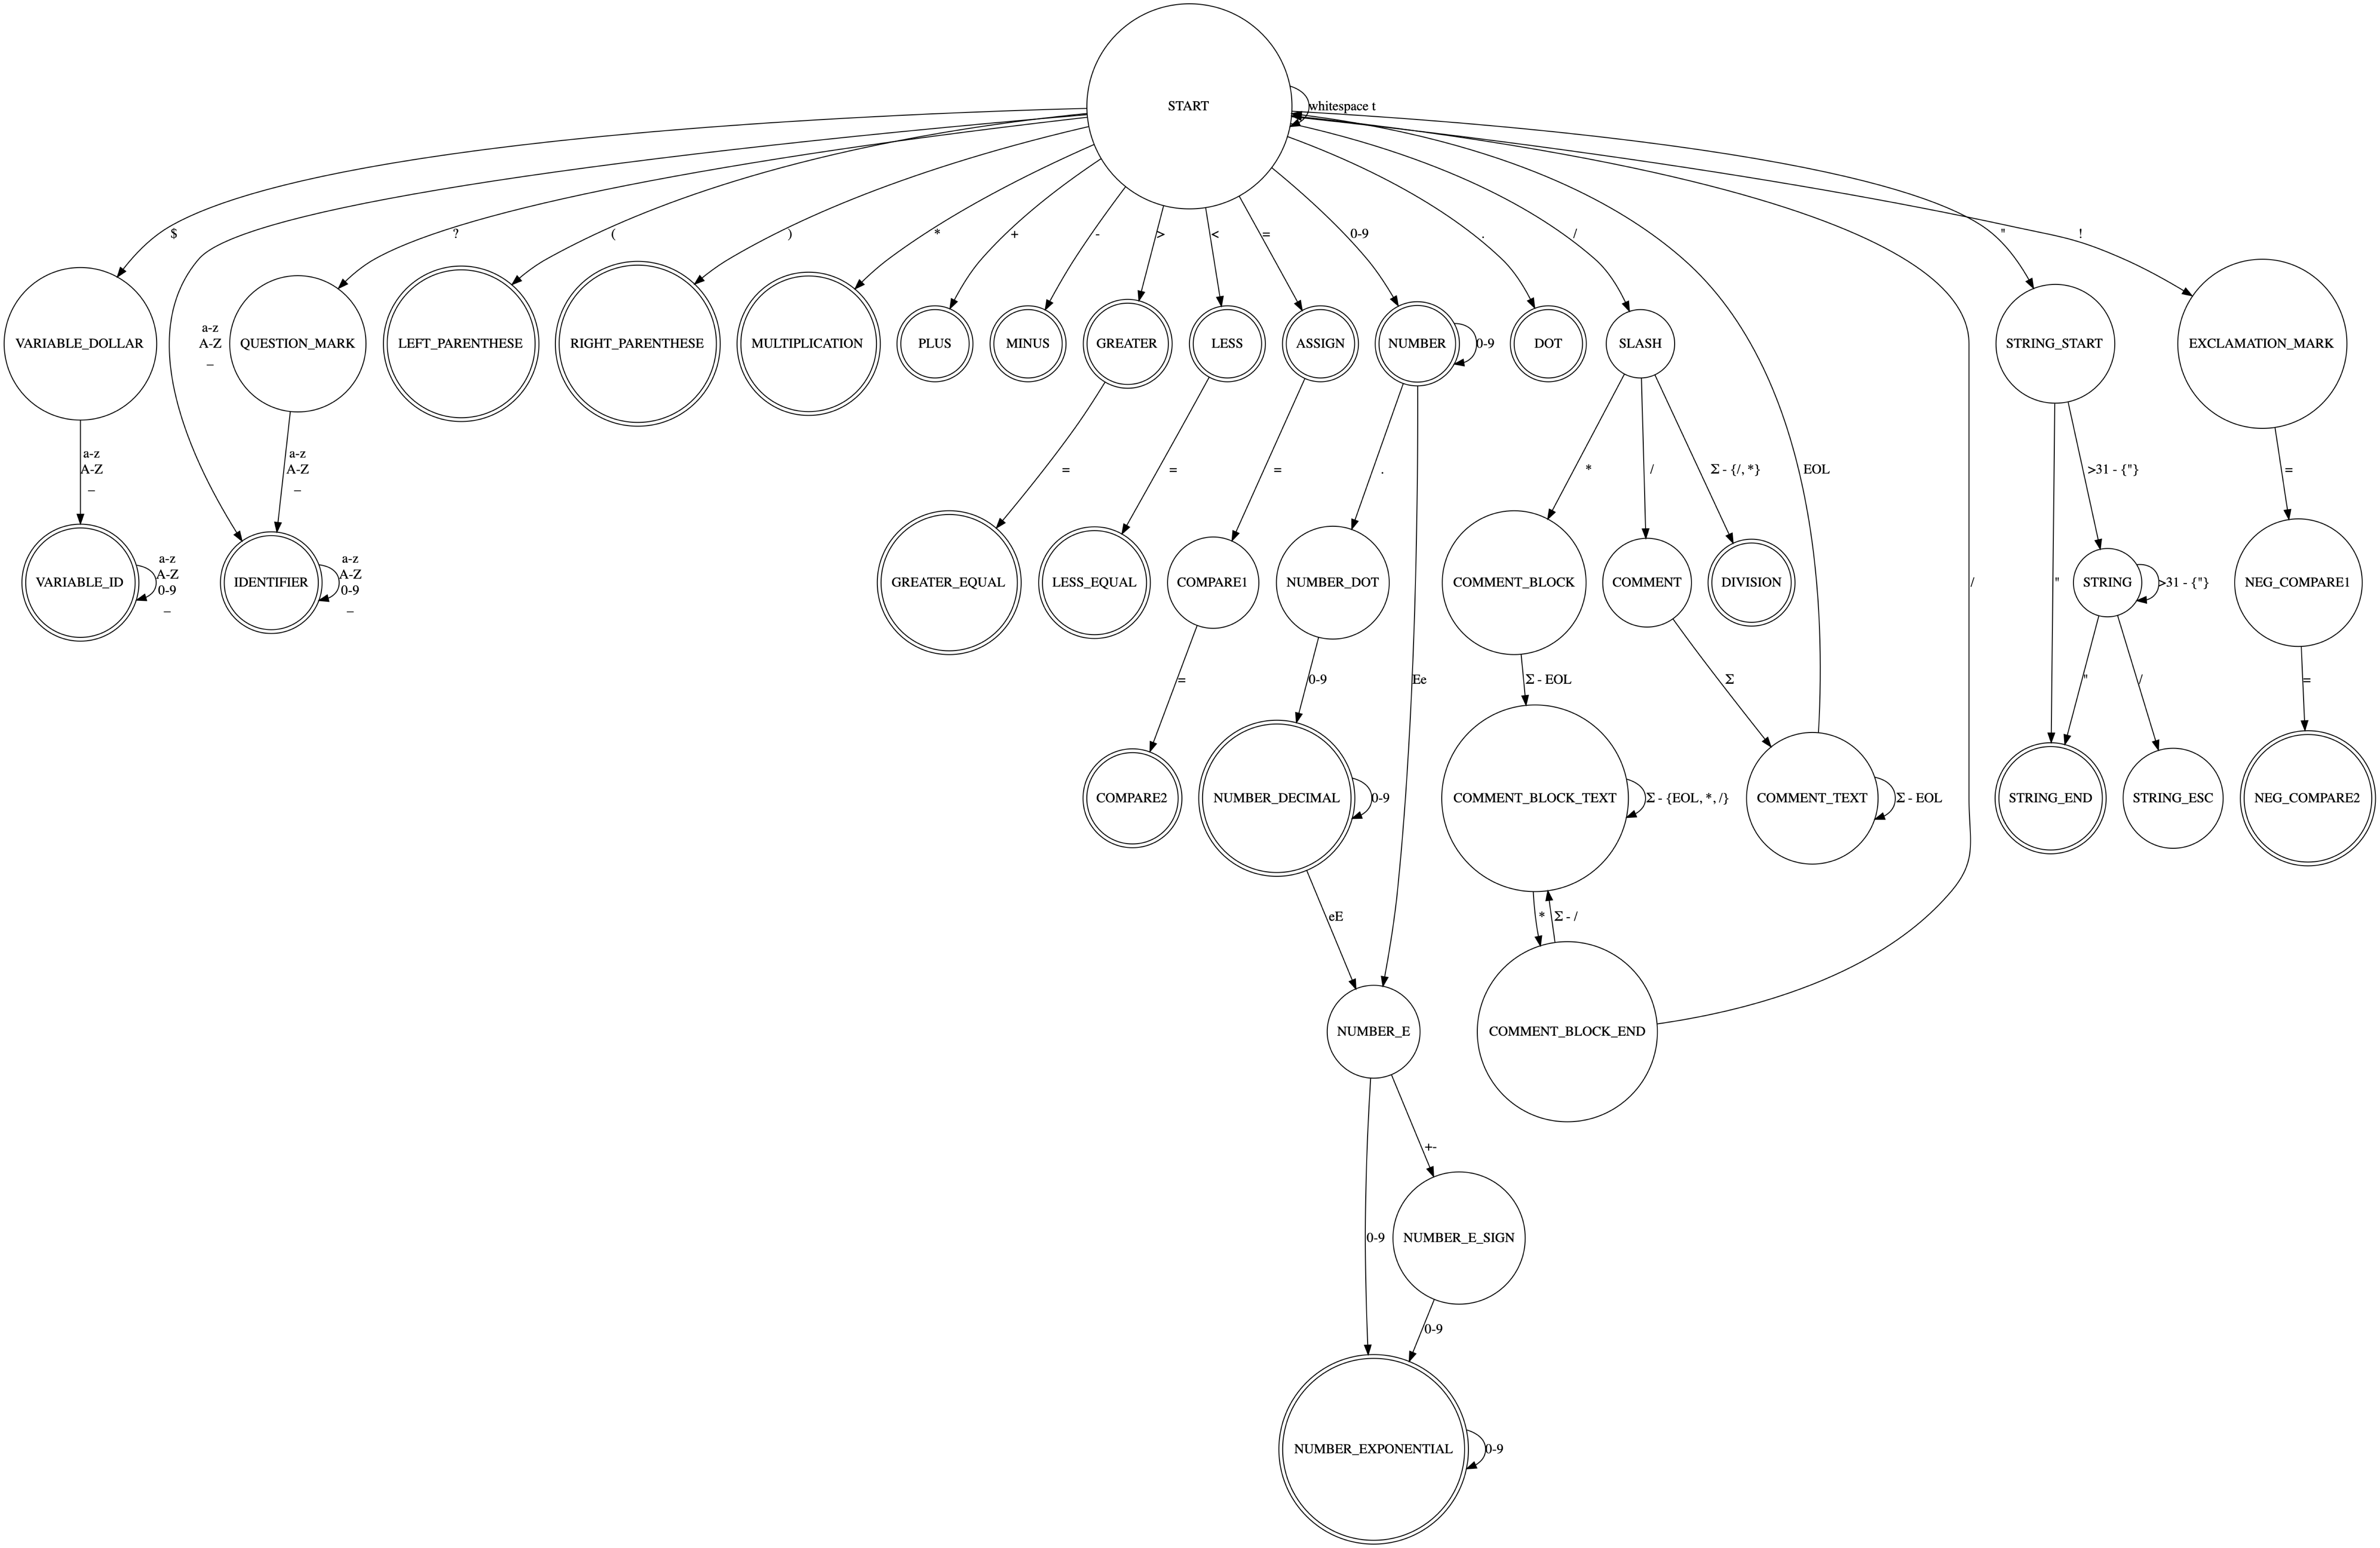 START
whitespace t
$
?
(
)
*
+
-
>
<
=
0-9
.
/
"
!
a-z
A-Z
_
VARIABLE_DOLLAR
QUESTION_MARK
LEFT_PARENTHESE
RIGHT_PARENTHESE
MULTIPLICATION
PLUS
MINUS
GREATER
LESS
ASSIGN
NUMBER
0-9
DOT
SLASH
STRING_START
EXCLAMATION_MARK
a-z
A-Z
_
a-z
A-Z
_
=
=
=
.
*
/
Σ - {/, *}
EOL
>31 - {"}
=
VARIABLE_ID
a-z
A-Z
0-9
_
IDENTIFIER
a-z
A-Z
0-9
_
GREATER_EQUAL
LESS_EQUAL
COMPARE1
NUMBER_DOT
COMMENT_BLOCK
COMMENT
DIVISION
/
"
STRING
>31 - {"}
NEG_COMPARE1
=
0-9
Ee
Σ - EOL
Σ
"
/
=
COMPARE2
NUMBER_DECIMAL
0-9
COMMENT_BLOCK_TEXT
Σ - {EOL, *, /}
COMMENT_TEXT
Σ - EOL
STRING_END
STRING_ESC
NEG_COMPARE2
eE
*
Σ - /
NUMBER_E
COMMENT_BLOCK_END
+-
0-9
NUMBER_E_SIGN
0-9
NUMBER_EXPONENTIAL
0-9